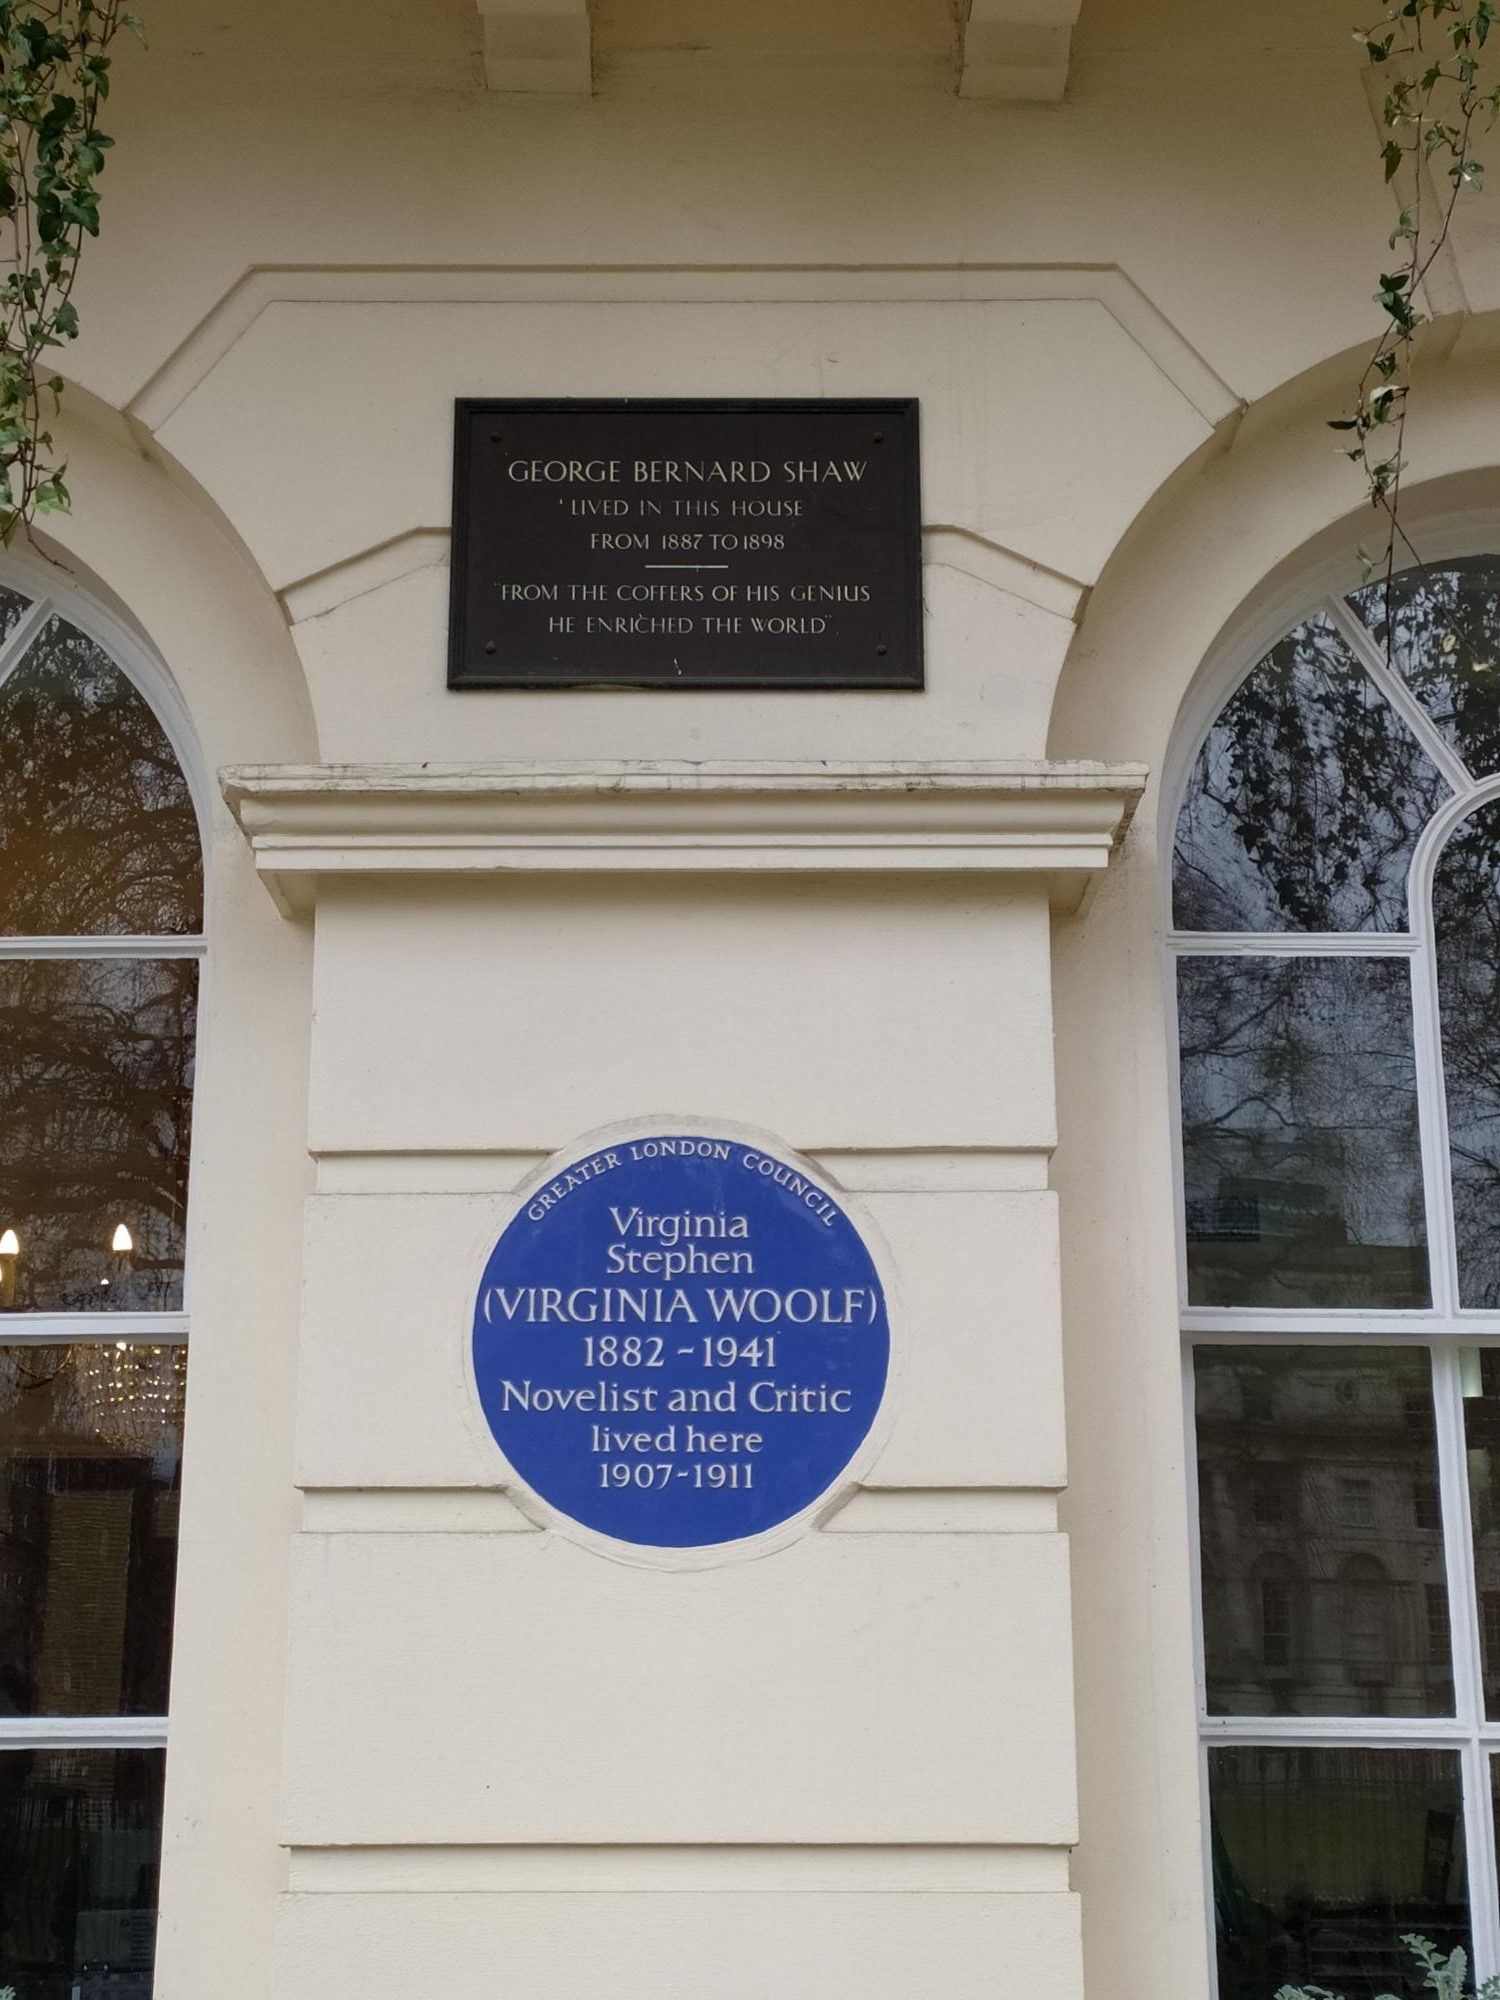 GEORGE BERNARD SHAW
'LIVED IN THIS HOUSE
FROM 1887 TO 1898
"FROM THE COFFERS OF HIS GENIUS
HE ENRICHED THE WORLD"
GREATER LONDON COUNCIL
Virginia
Stephen
(VIRGINIA WOOLF)
1882 - 1941
Novelist and Critic
lived here
1907-1911